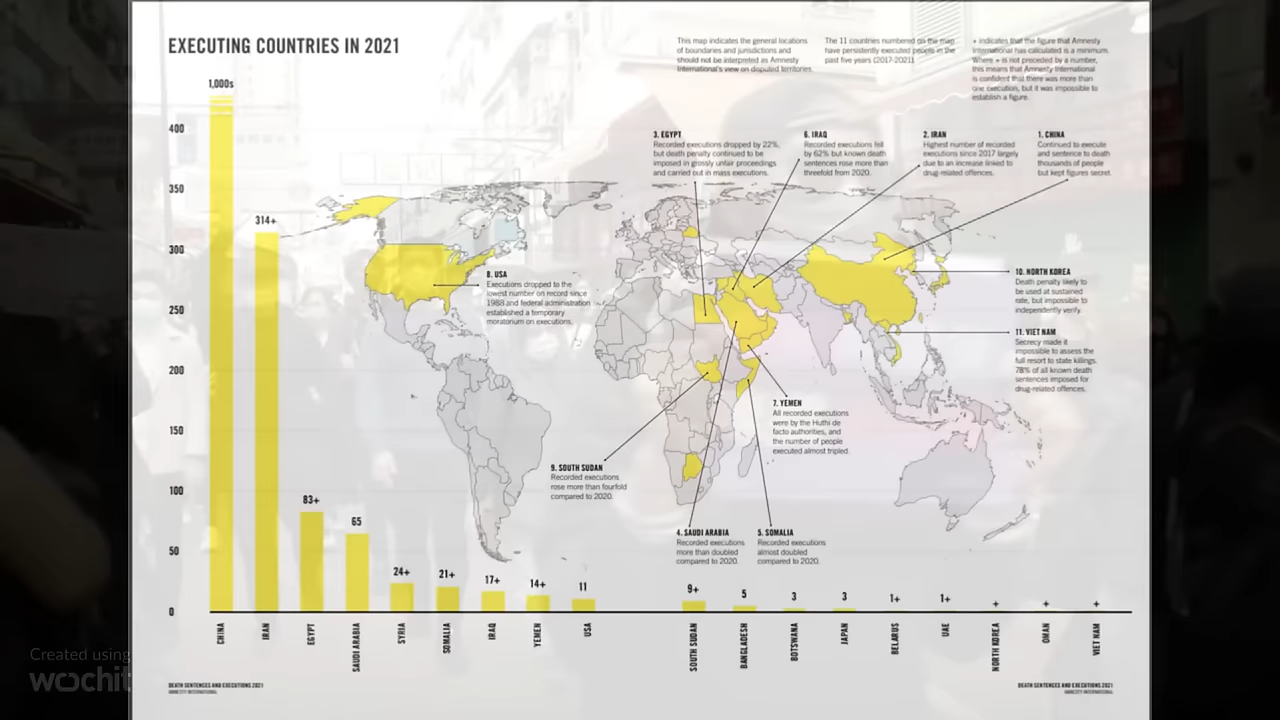 EXECUTING COUNTRIES IN 2021
This map indicates the general locations
of boundaries and jurisdictions and
should not be interpreted as Amnesty
International's view on disputed territories.
The 11 countries numbered on the map
have persistently executed people in the
past five years (2017-2021).
+ indicates that the figure that Amnesty
International has calculated is a minimum.
Where + is not preceded by a number,
this means that Amnesty International
is confident that there was more than
one execution, but it was impossible to
establish a figure.
1,000s
400
350
300
250
200
150
100
50
0
314+
83+
65
24+
21+
17+
14+
11
9+
5
3
3
1+
1+
+
+
+
3. EGYPT
Recorded executions dropped by 22%,
but death penalty continued to be
imposed in grossly unfair proceedings
and carried out in mass executions.
6. IRAQ
Recorded executions fell
by 62% but known death
sentences rose more than
threefold from 2020.
2. IRAN
Highest number of recorded
executions since 2017 largely
due to an increase linked to
drug-related offences.
1. CHINA
Continued to execute
and sentence to death
thousands of people
but kept figures secret.
8. USA
Executions dropped to the
lowest number on record since
1988 and federal administration
established a temporary
moratorium on executions.
10. NORTH KOREA
Death penalty likely to
be used at sustained
rate, but impossible to
independently verify.
11. VIET NAM
Secrecy made it
impossible to assess the
full resort to state killings.
78% of all known death
sentences imposed for
drug-related offences.
7. YEMEN
All recorded executions
were by the Huthi de
facto authorities, and
the number of people
executed almost tripled.
9. SOUTH SUDAN
Recorded executions
rose more than fourfold
compared to 2020.
4. SAUDI ARABIA
Recorded executions
more than doubled
compared to 2020.
5. SOMALIA
Recorded executions
almost doubled
compared to 2020.
CHINA
IRAN
EGYPT
SAUDI ARABIA
SYRIA
SOMALIA
IRAQ
YEMEN
USA
SOUTH SUDAN
BANGLADESH
BOTSWANA
JAPAN
BELARUS
UAE
NORTH KOREA
OMAN
VIET NAM
Created using
wochit
DEATH SENTENCES AND EXECUTIONS 2021
AMNESTY INTERNATIONAL
DEATH SENTENCES AND EXECUTIONS 2021
AMNESTY INTERNATIONAL